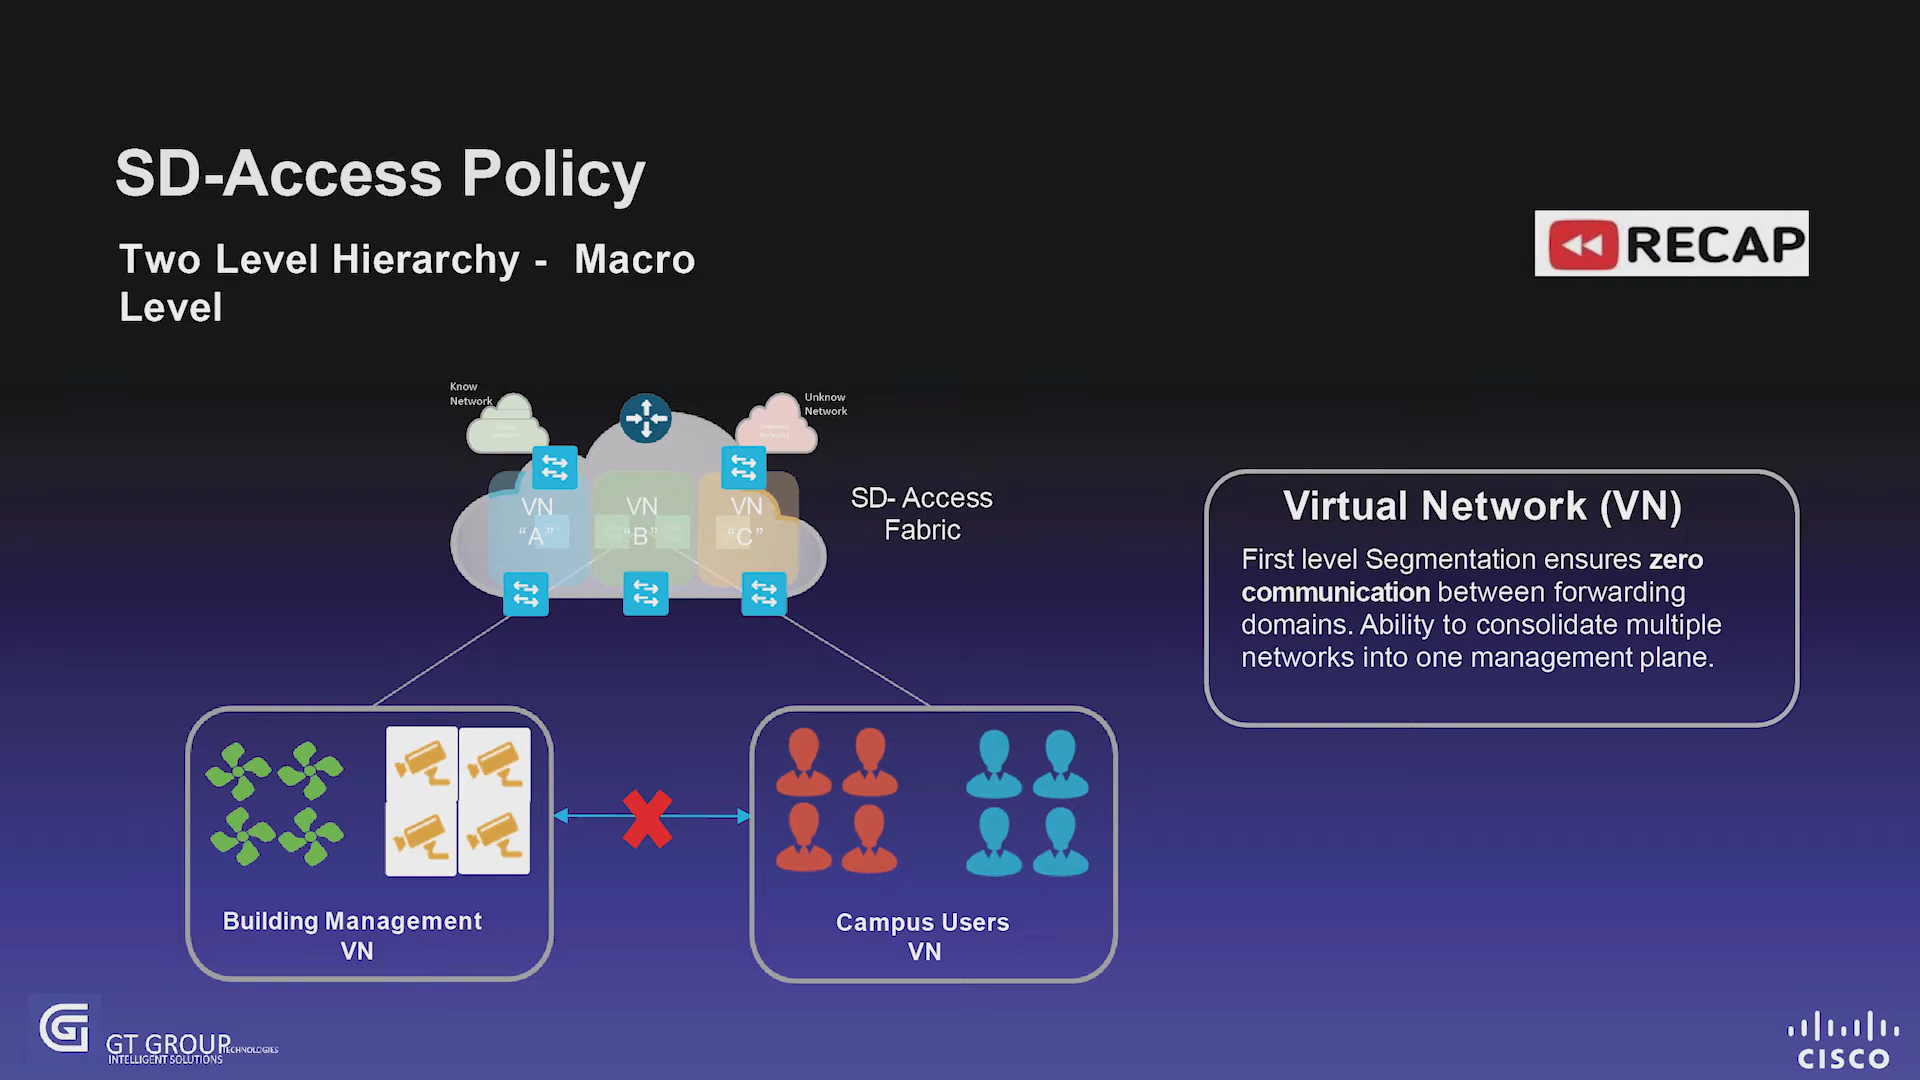 SD-Access Policy
Two Level Hierarchy -  Macro
Level
RECAP
Know
Network
Unknow
Network
VN
"A"
VN
"B"
VN
"C"
SD- Access
Fabric
Virtual Network (VN)
First level Segmentation ensures zero
communication between forwarding
domains. Ability to consolidate multiple
networks into one management plane.
Building Management
VN
Campus Users
VN
GT GROUP TECHNOLOGIES
INTELLIGENT SOLUTIONS
CISCO